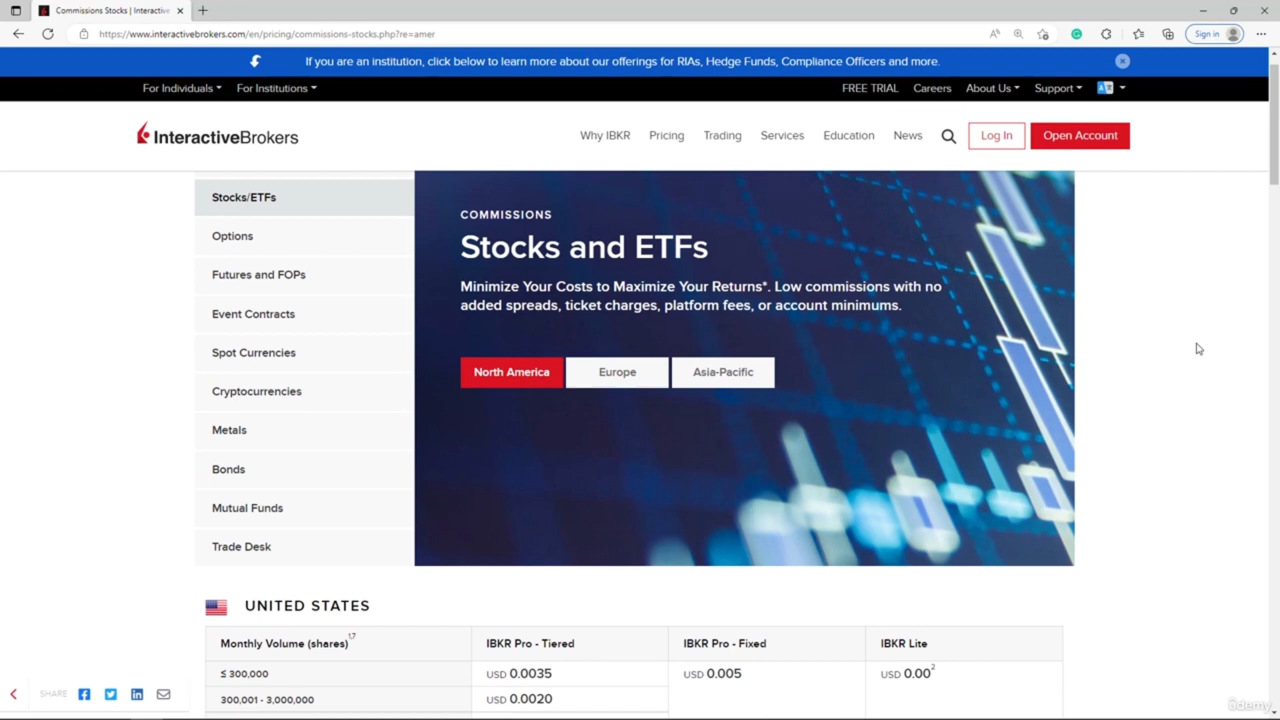 Commissions Stocks | Interactive
https://www.interactivebrokers.com/en/pricing/commissions-stocks.php?re=amer
Sign in
If you are an institution, click below to learn more about our offerings for RIAs, Hedge Funds, Compliance Officers and more.
For Individuals For Institutions FREE TRIAL Careers About Us Support
InteractiveBrokers Why IBKR Pricing Trading Services Education News Log In Open Account
Stocks/ETFs
Options
Futures and FOPs
Event Contracts
Spot Currencies
Cryptocurrencies
Metals
Bonds
Mutual Funds
Trade Desk
COMMISSIONS
Stocks and ETFs
Minimize Your Costs to Maximize Your Returns*. Low commissions with no
added spreads, ticket charges, platform fees, or account minimums.
North America Europe Asia-Pacific
UNITED STATES
Monthly Volume (shares)1,7 IBKR Pro - Tiered IBKR Pro - Fixed IBKR Lite
≤ 300,000 USD 0.0035 USD 0.005 USD 0.002
300,001 - 3,000,000 USD 0.0020
SHARE
ûdemy